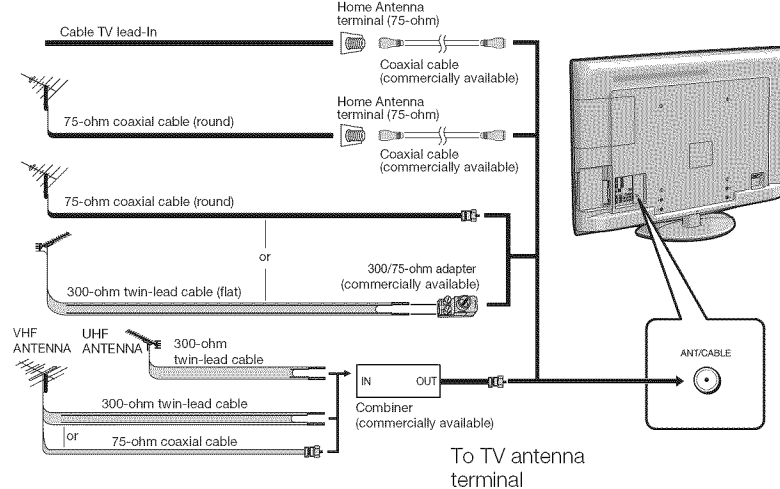 Home Antenna
terminal (75-ohm)
Cable TV lead-In
Coaxial cable
(commercially available)
Home Antenna
terminal (75-ohm)
75-ohm coaxial cable (round)
Coaxial cable
(commercially available)
75-ohm coaxial cable (round)
or
300/75-ohm adapter
(commercially available)
300-ohm twin-lead cable (flat)
VHF
ANTENNA
UHF
ANTENNA
300-ohm
twin-lead cable
IN
OUT
Combiner
(commercially available)
300-ohm twin-lead cable
or
75-ohm coaxial cable
ANT/CABLE
To TV antenna
terminal